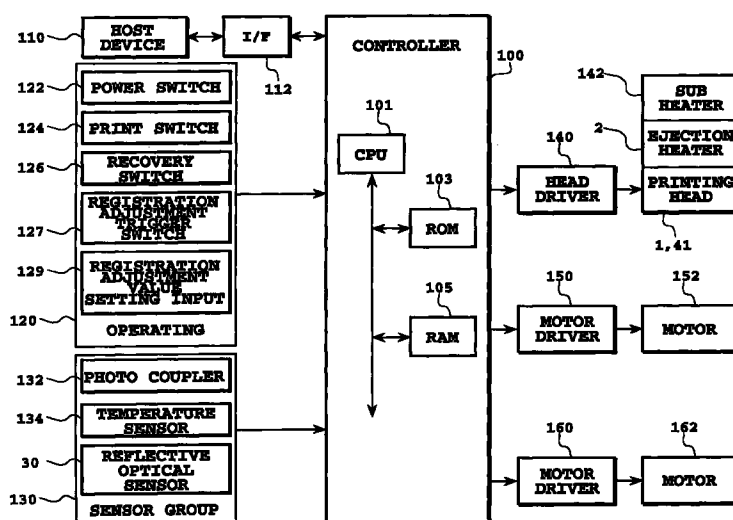 110
HOST
DEVICE
I/F
112
122
POWER SWITCH
124
PRINT SWITCH
126
RECOVERY
SWITCH
127
REGISTRATION
ADJUSTMENT
TRIGGER
SWITCH
129
REGISTRATION
ADJUSTMENT
VALUE
SETTING INPUT
120
OPERATING
132
PHOTO COUPLER
134
TEMPERATURE
SENSOR
30
REFLECTIVE
OPTICAL
SENSOR
130
SENSOR GROUP
CONTROLLER
100
101
CPU
103
ROM
105
RAM
140
HEAD
DRIVER
142
SUB
HEATER
2
EJECTION
HEATER
PRINTING
HEAD
1,41
150
MOTOR
DRIVER
152
MOTOR
160
MOTOR
DRIVER
162
MOTOR